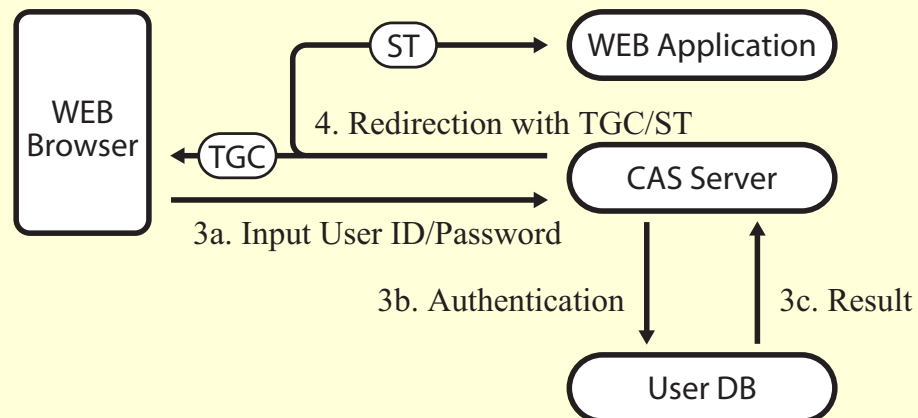 ST
WEB Application
WEB
Browser
4. Redirection with TGC/ST
TGC
CAS Server
3a. Input User ID/Password
3b. Authentication
3c. Result
User DB